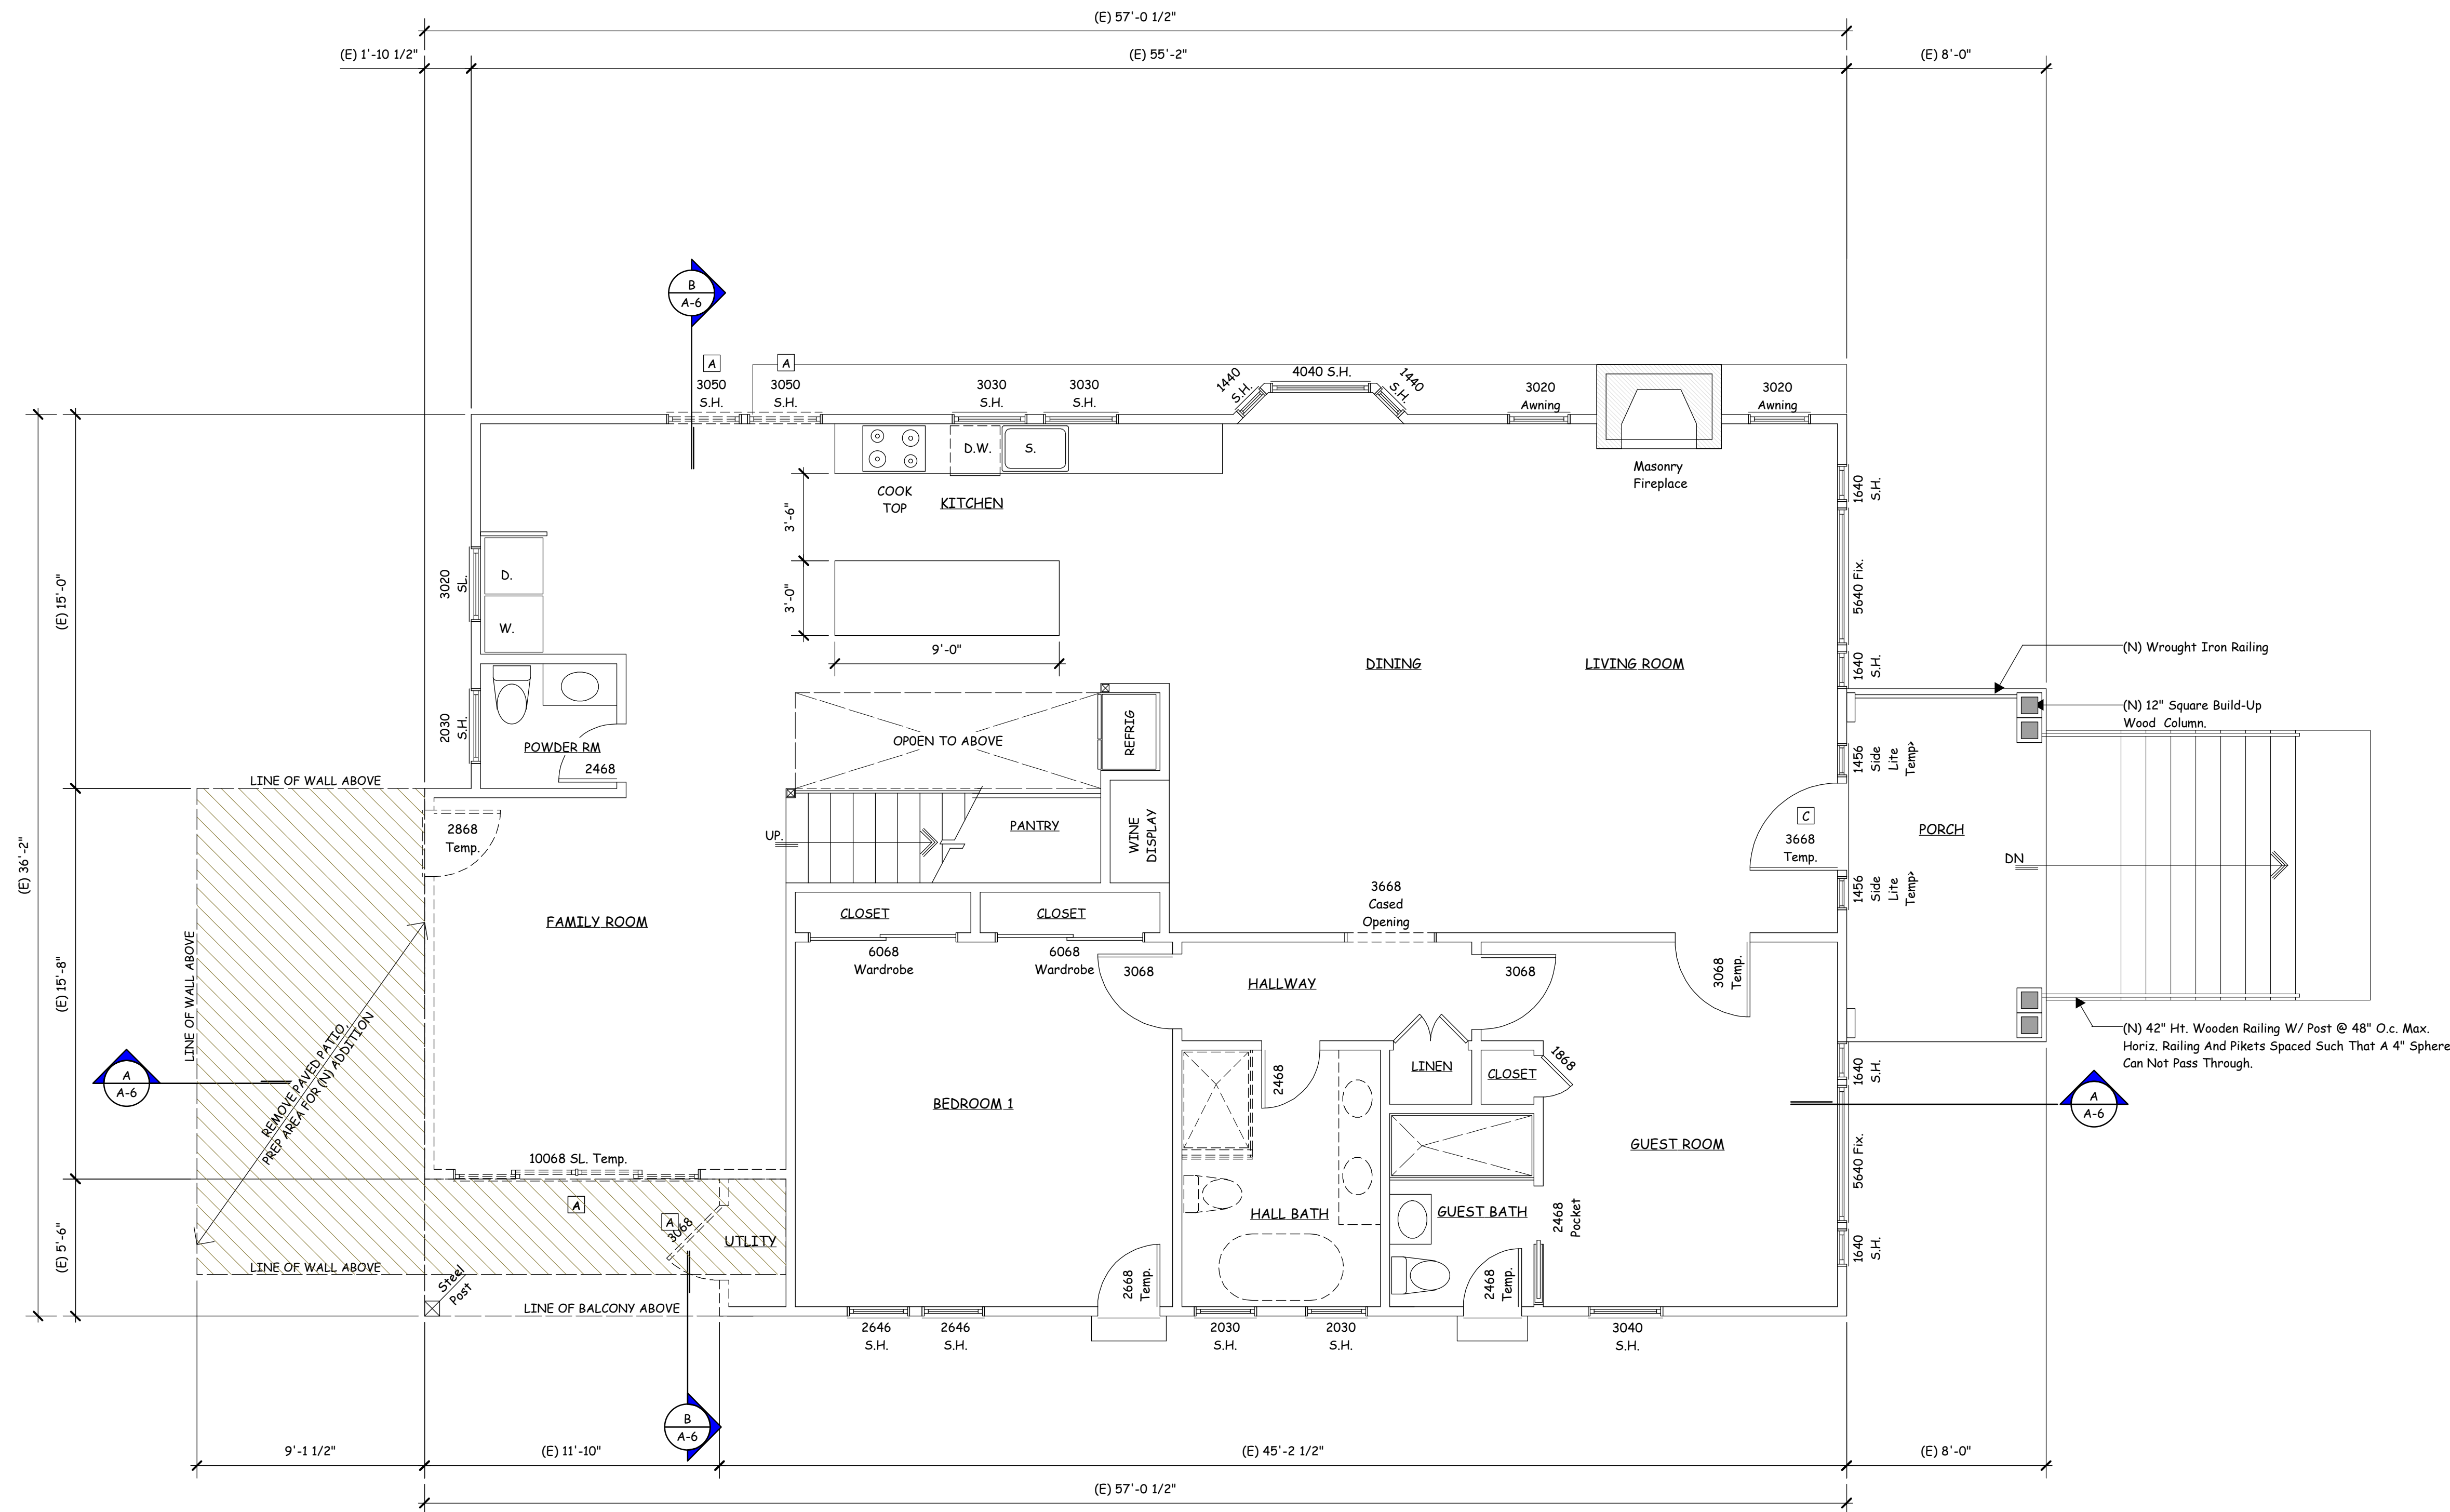 (E) 57'-0 1/2"
(E) 1'-10 1/2"
(E) 55'-2"
(E) 8'-0"
B
A-6
A
A
3050
S.H.
3050
S.H.
3030
S.H.
3030
S.H.
1440
S.H.
4040 S.H.
1440
S.H.
3020
Awning
3020
Awning
D.W.
S.
COOK
TOP
KITCHEN
Masonry
Fireplace
1640
S.H.
3'-6"
3020
SL.
D.
W.
(E) 15'-0"
3'-0"
5640 Fix.
9'-0"
DINING
LIVING ROOM
1640
S.H.
(N) Wrought Iron Railing
(N) 12" Square Build-Up
Wood Column.
2030
S.H.
POWDER RM
2468
OP0EN TO ABOVE
REFRIG
1456
Side
Lite
Temp>
LINE OF WALL ABOVE
2868
Temp.
UP.
PANTRY
WINE
DISPLAY
C
3668
Temp.
PORCH
DN
(E) 36'-2"
1456
Side
Lite
Temp>
3668
Cased
Opening
FAMILY ROOM
CLOSET
CLOSET
6068
Wardrobe
6068
Wardrobe
3068
HALLWAY
3068
3068
Temp.
(E) 15'-8"
LINE OF WALL ABOVE
REMOVE PAVED PATIO.
PREP AREA FOR (N) ADDITION
(N) 42" Ht. Wooden Railing W/ Post @ 48" O.c. Max.
Horiz. Railing And Pikets Spaced Such That A 4" Sphere
Can Not Pass Through.
A
A-6
2468
LINEN
CLOSET
1868
1640
S.H.
A
A-6
BEDROOM 1
GUEST ROOM
10068 SL. Temp.
5640 Fix.
A
A
3068
UTLITY
HALL BATH
GUEST BATH
2468
Pocket
(E) 5'-6"
1640
S.H.
LINE OF WALL ABOVE
Steel
Post
LINE OF BALCONY ABOVE
2668
Temp.
2468
Temp.
2646
S.H.
2646
S.H.
2030
S.H.
2030
S.H.
3040
S.H.
B
A-6
9'-1 1/2"
(E) 11'-10"
(E) 45'-2 1/2"
(E) 8'-0"
(E) 57'-0 1/2"